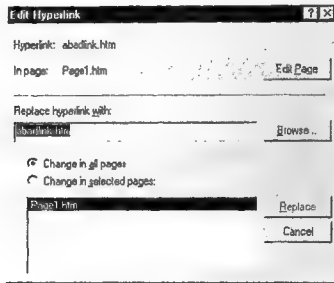 Edit Hyperlink
Hyperlink: abadlink.htm
In page: Page1.htm
Edit Page
Replace hyperlink with:
abadlink.htm
Browse...
Change in all pages
Change in selected pages:
Page1.htm
Replace
Cancel